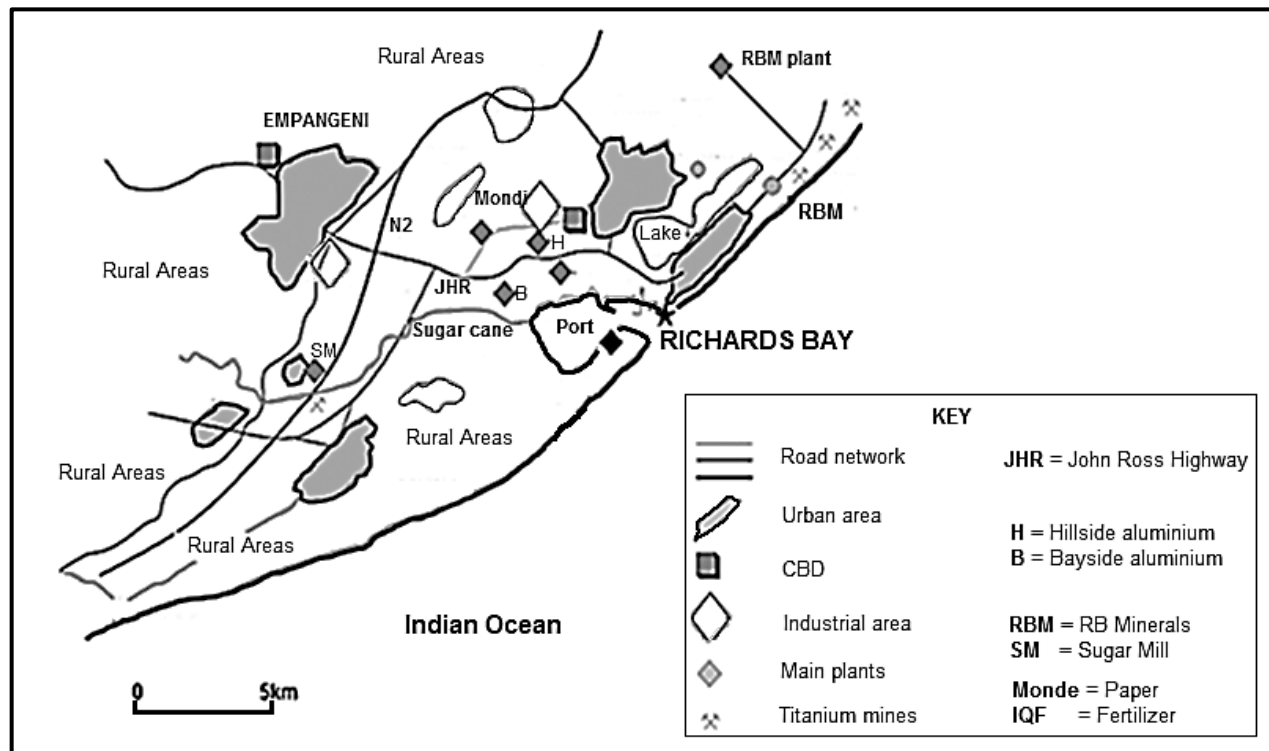 Rural Areas
RBM plant
EMPANGENI
Mondi
N2
RBM
Lake
H
Rural Areas
JHR
B
Sugar cane
Port
RICHARDS BAY
SM
Rural Areas
Rural Areas
Rural Areas
Indian Ocean
0 5km
KEY
Road network
JHR = John Ross Highway
Urban area
H = Hillside aluminium
B = Bayside aluminium
CBD
Industrial area
RBM = RB Minerals
SM = Sugar Mill
Main plants
Monde = Paper
Titanium mines
IQF = Fertilizer